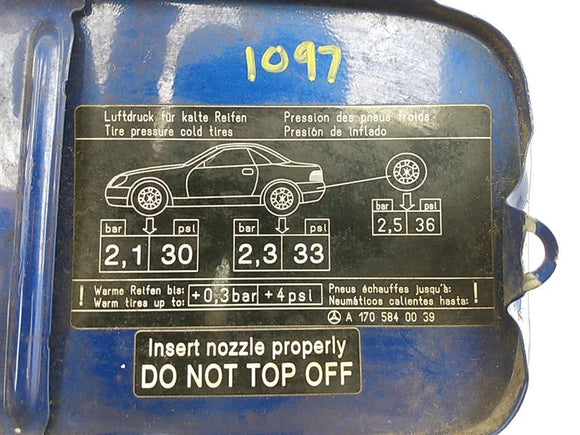 1097
Luftdruck für kalte Reifen Pression des pneus froids
Tire pressure cold tires Presión de inflado
bar psi bar psi bar psi
2,1 30 2,3 33 2,5 36
! Warme Reifen bis: +0,3bar +4psi Pneus échauffes jusqu'à: !
Warm tires up to: Neumáticos calientes hasta:
A 170 584 00 39
Insert nozzle properly
DO NOT TOP OFF